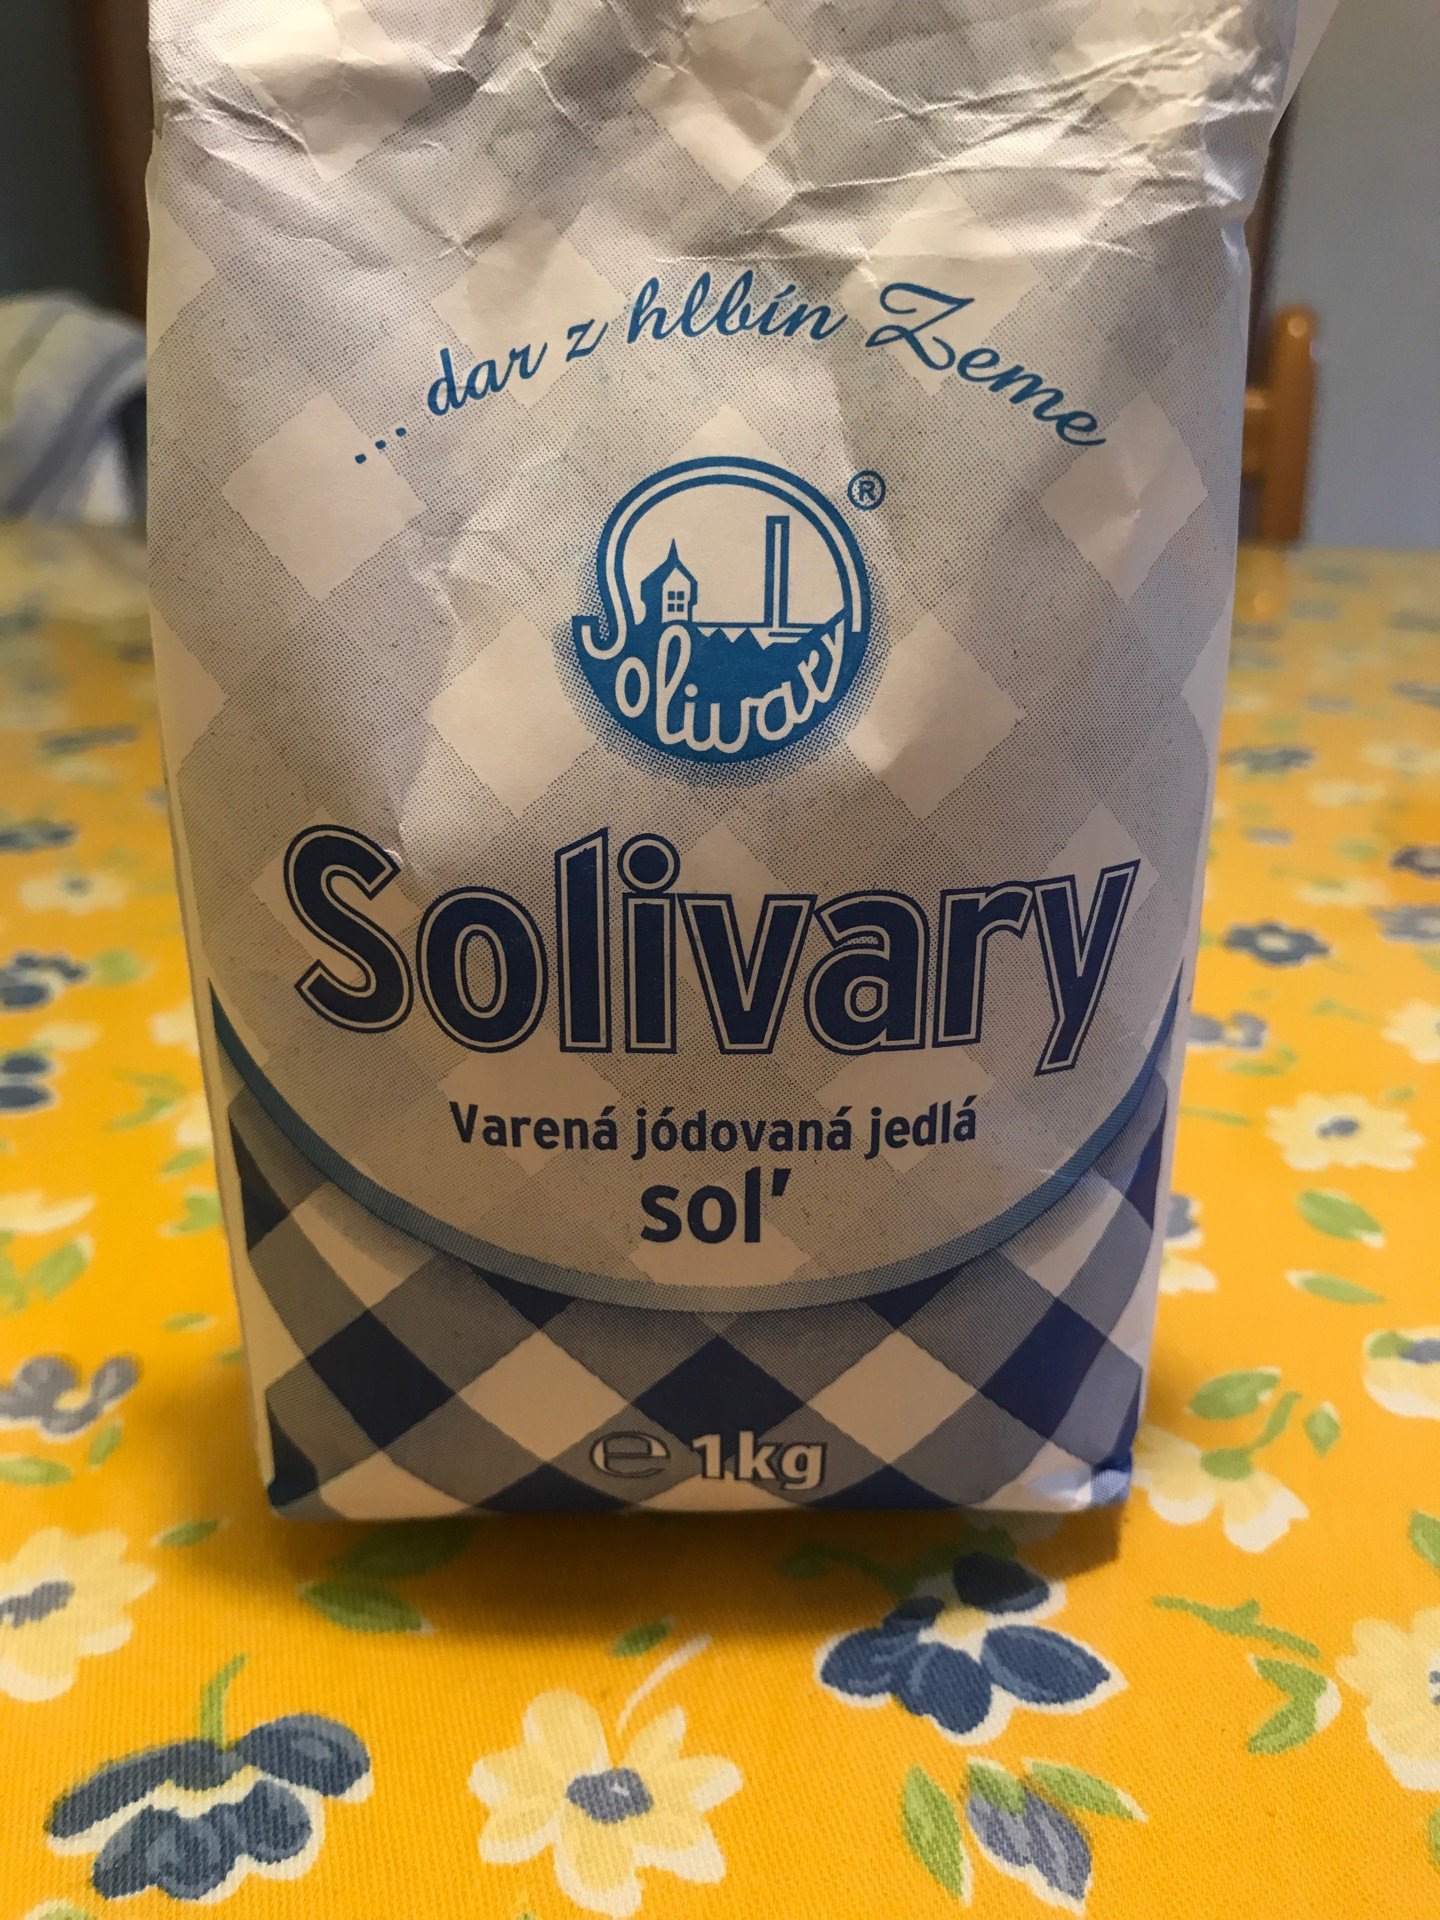 ... dar z hlbín Zeme
®
Solivary
Solivary
Varená jódovaná jedlá
soľ
℮ 1kg